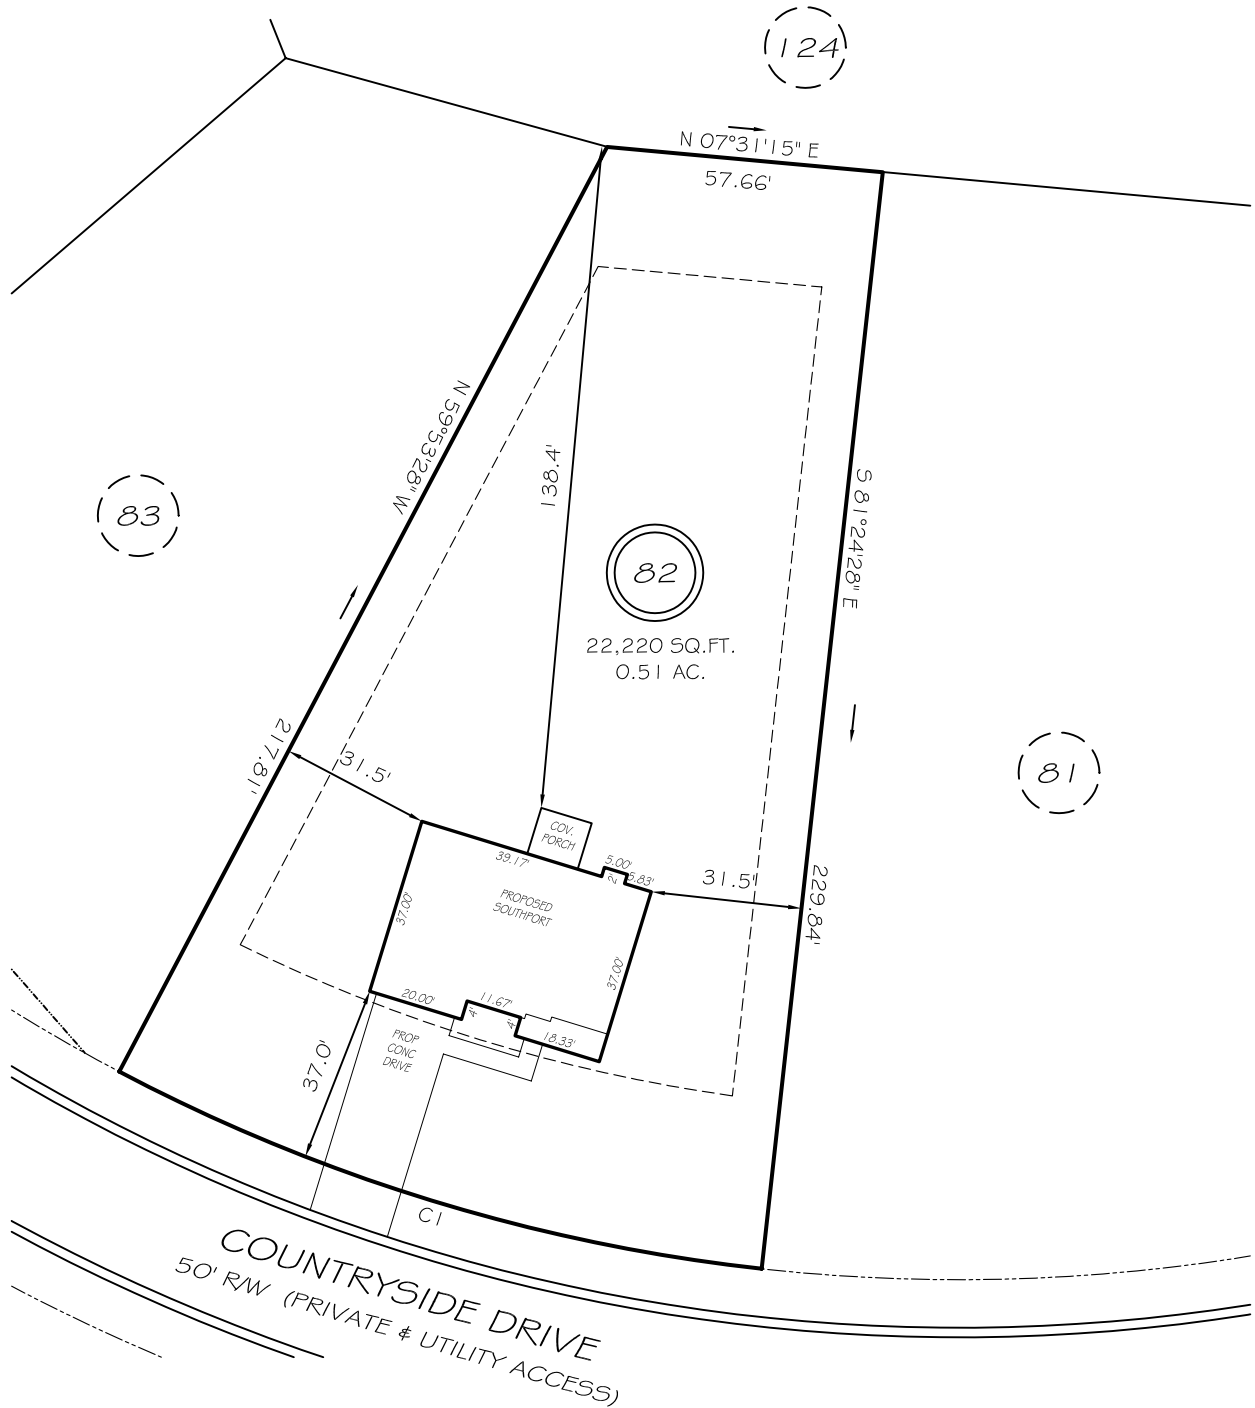 124
N 07°31'15" E
57.66'
N 59°53'28" W
138.4'
83
S 81°24'28" E
82
22,220 SQ.FT.
0.51 AC.
217.81'
31.5'
81
COV.
PORCH
39.17'
5.00'
2'
5.83'
31.5'
229.84'
PROPOSED
SOUTHPORT
37.00'
37.00'
20.00'
4'
11.67'
4'
18.33'
PROP
CONC
DRIVE
37.0'
C1
COUNTRYSIDE DRIVE
50' R/W (PRIVATE & UTILITY ACCESS)